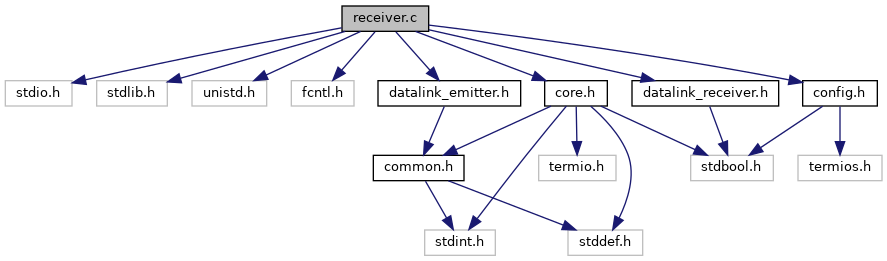 receiver.c
stdio.h
stdlib.h
unistd.h
fcntl.h
datalink_emitter.h
core.h
datalink_receiver.h
config.h
common.h
termio.h
stdbool.h
termios.h
stdint.h
stddef.h